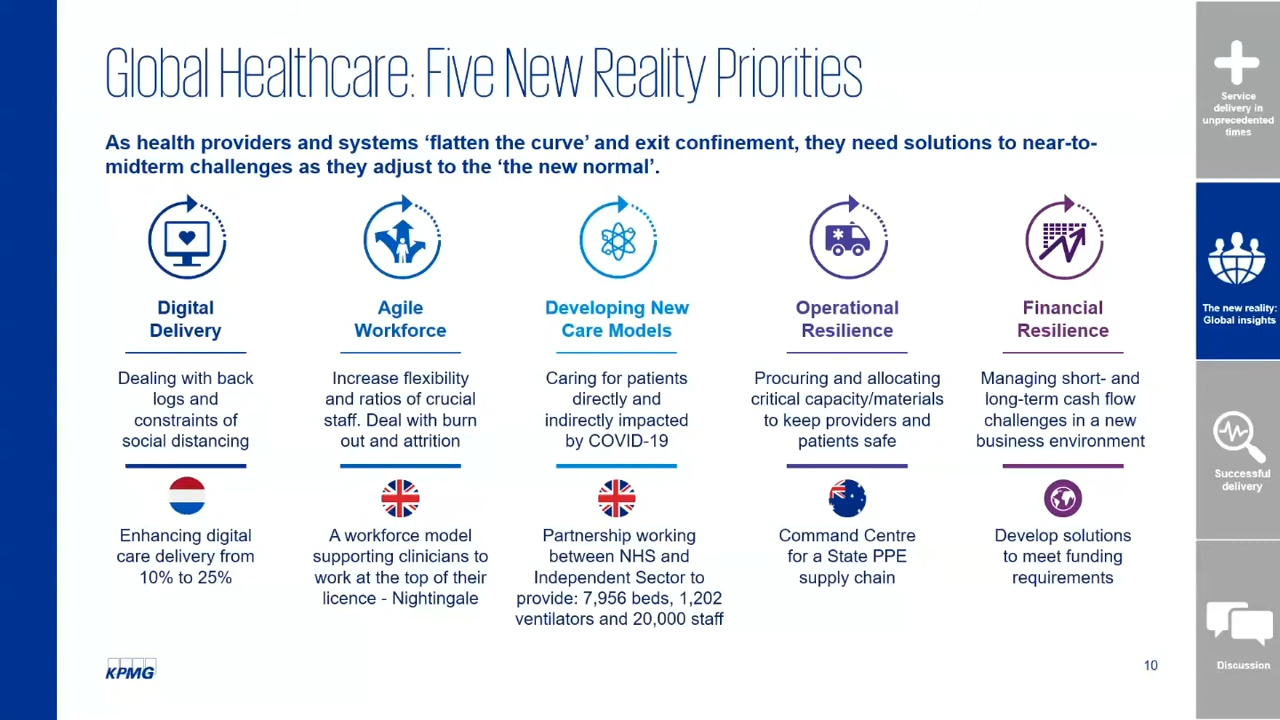 Global Healthcare: Five New Reality Priorities
As health providers and systems ‘flatten the curve’ and exit confinement, they need solutions to near-to-
midterm challenges as they adjust to the ‘the new normal’.
Digital
Delivery
Dealing with back
logs and
constraints of
social distancing
Enhancing digital
care delivery from
10% to 25%
Agile
Workforce
Increase flexibility
and ratios of crucial
staff. Deal with burn
out and attrition
A workforce model
supporting clinicians to
work at the top of their
licence - Nightingale
Developing New
Care Models
Caring for patients
directly and
indirectly impacted
by COVID-19
Partnership working
between NHS and
Independent Sector to
provide: 7,956 beds, 1,202
ventilators and 20,000 staff
Operational
Resilience
Procuring and allocating
critical capacity/materials
to keep providers and
patients safe
Command Centre
for a State PPE
supply chain
Financial
Resilience
Managing short- and
long-term cash flow
challenges in a new
business environment
Develop solutions
to meet funding
requirements
KPMG
10
Service
delivery in
unprecedented
times
The new reality:
Global insights
Successful
delivery
Discussion